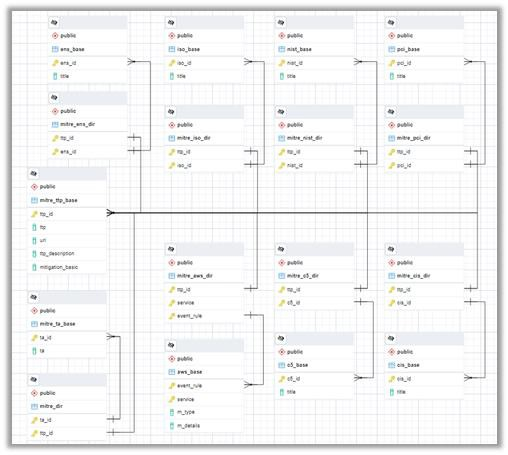 public
ens_base
ens_id
title
public
iso_base
iso_id
title
public
nist_base
nist_id
title
public
pci_base
pci_id
title
public
mitre_ens_dir
ttp_id
ens_id
public
mitre_iso_dir
ttp_id
iso_id
public
mitre_nist_dir
ttp_id
nist_id
public
mitre_pci_dir
ttp_id
pci_id
public
mitre_ttp_base
ttp_id
ttp
url
ttp_description
mitigation_basic
public
mitre_aws_dir
ttp_id
service
event_rule
public
mitre_c5_dir
ttp_id
c5_id
public
mitre_cis_dir
ttp_id
cis_id
public
mitre_ta_base
ta_id
ta
public
aws_base
event_rule
service
m_type
m_details
public
c5_base
c5_id
title
public
cis_base
cis_id
title
public
mitre_dir
ta_id
ttp_id